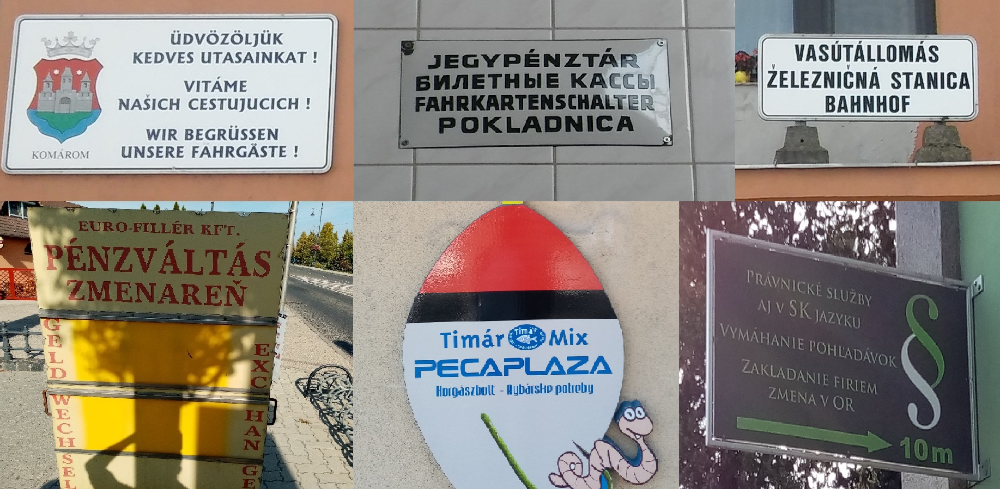 ÜDVÖZÖLJÜK
KEDVES UTASAINKAT !
VITÁME
NAŠICH CESTUJUCICH !
WIR BEGRÜSSEN
UNSERE FAHRGÄSTE !
KOMÁROM
JEGYPÉNZTÁR
БИЛЕТНЫЕ КАССЫ
FAHRKARTENSCHALTER
POKLADNICA
VASÚTÁLLOMÁS
ŽELEZNIČNÁ STANICA
BAHNHOF
EURO-FILLÉR KFT.
PÉNZVÁLTÁS
ZMENAREŇ
GELD
WECHSEL
EXC
HAN
GE
Timár Timár Mix
PECAPLAZA
Horgászbolt - Rybárske potreby
PRÁVNICKÉ SLUŽBY
AJ V SK JAZYKU
VYMÁHANIE POHĽADÁVOK
ZAKLADANIE FIRIEM
ZMENA V OR
§
10m